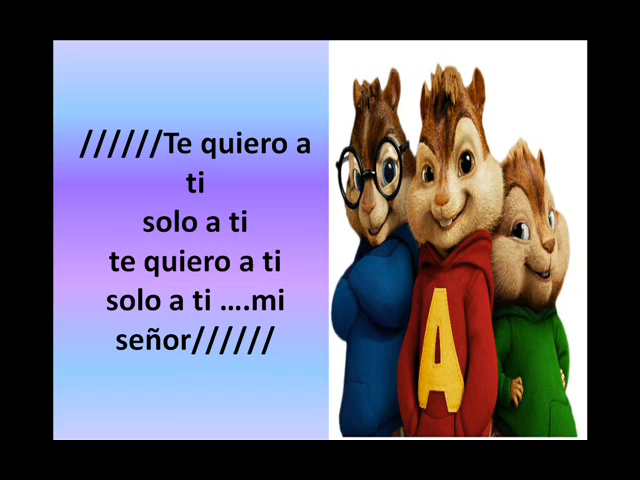 //////Te quiero a
ti
solo a ti
te quiero a ti
solo a ti ….mi
señor//////
A